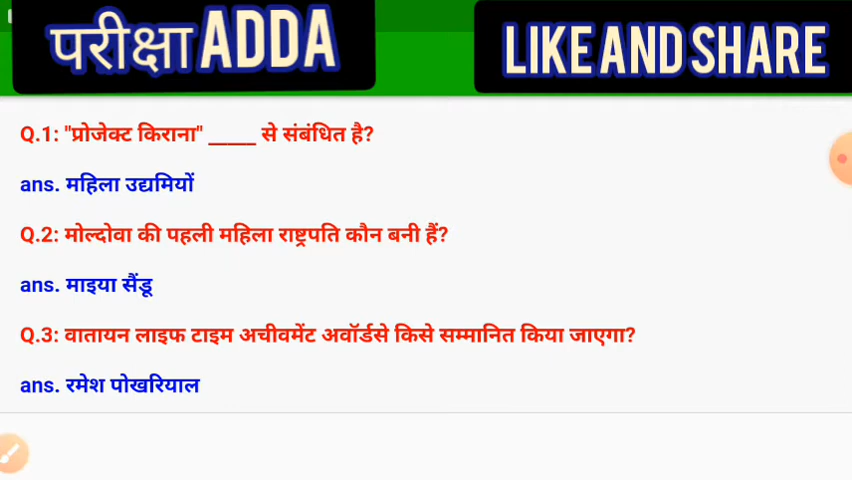 परीक्षा ADDA
LIKE AND SHARE
Q.1: "प्रोजेक्ट किराना" _____ से संबंधित है?
ans. महिला उद्यमियों
Q.2: मोल्दोवा की पहली महिला राष्ट्रपति कौन बनी हैं?
ans. माइया सैंडू
Q.3: वातायन लाइफ टाइम अचीवमेंट अवॉर्डसे किसे सम्मानित किया जाएगा?
ans. रमेश पोखरियाल